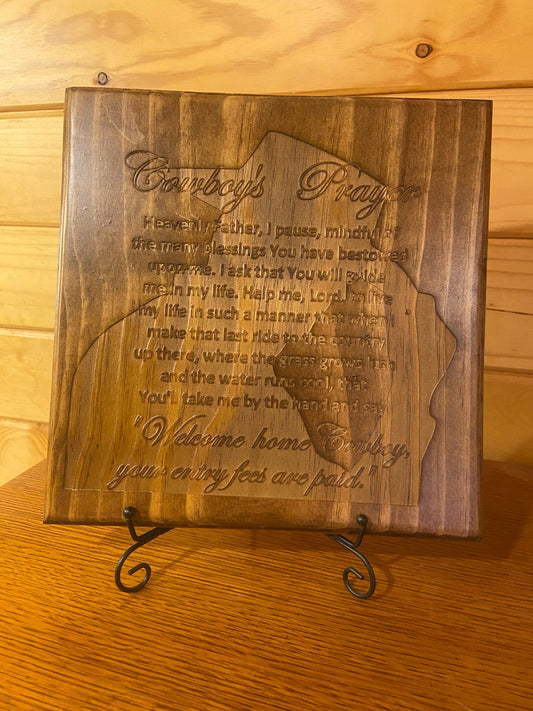 Cowboy's Prayer
Heavenly Father, I pause, mindful of
the many blessings You have bestowed
upon me. I ask that You will guide
me in my life. Help me, Lord, to live
my life in such a manner that when I
make that last ride to the country
up there, where the grass grows lush
and the water runs cool, that
You'll take me by the hand and say
"Welcome home Cowboy,
your entry fees are paid."